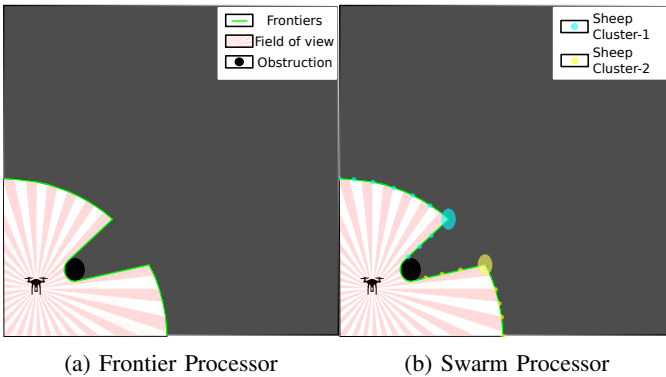 Frontiers
Field of view
Obstruction
Sheep
Cluster-1
Sheep
Cluster-2
(a) Frontier Processor
(b) Swarm Processor